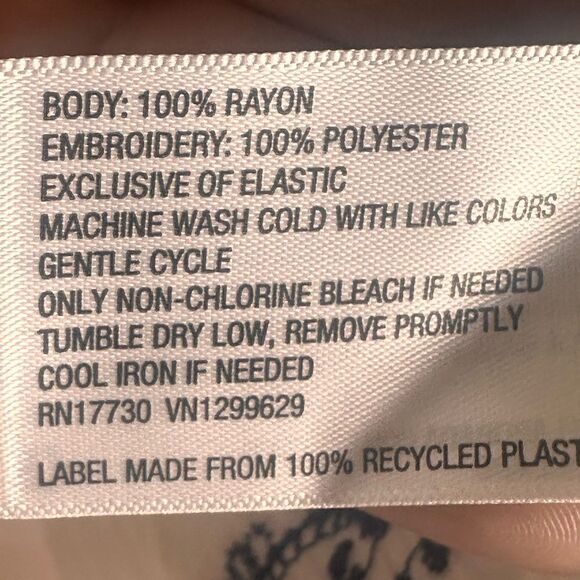 BODY: 100% RAYON
EMBROIDERY: 100% POLYESTER
EXCLUSIVE OF ELASTIC
MACHINE WASH COLD WITH LIKE COLORS
GENTLE CYCLE
ONLY NON-CHLORINE BLEACH IF NEEDED
TUMBLE DRY LOW, REMOVE PROMPTLY
COOL IRON IF NEEDED
RN17730 VN1299629
LABEL MADE FROM 100% RECYCLED PLAST